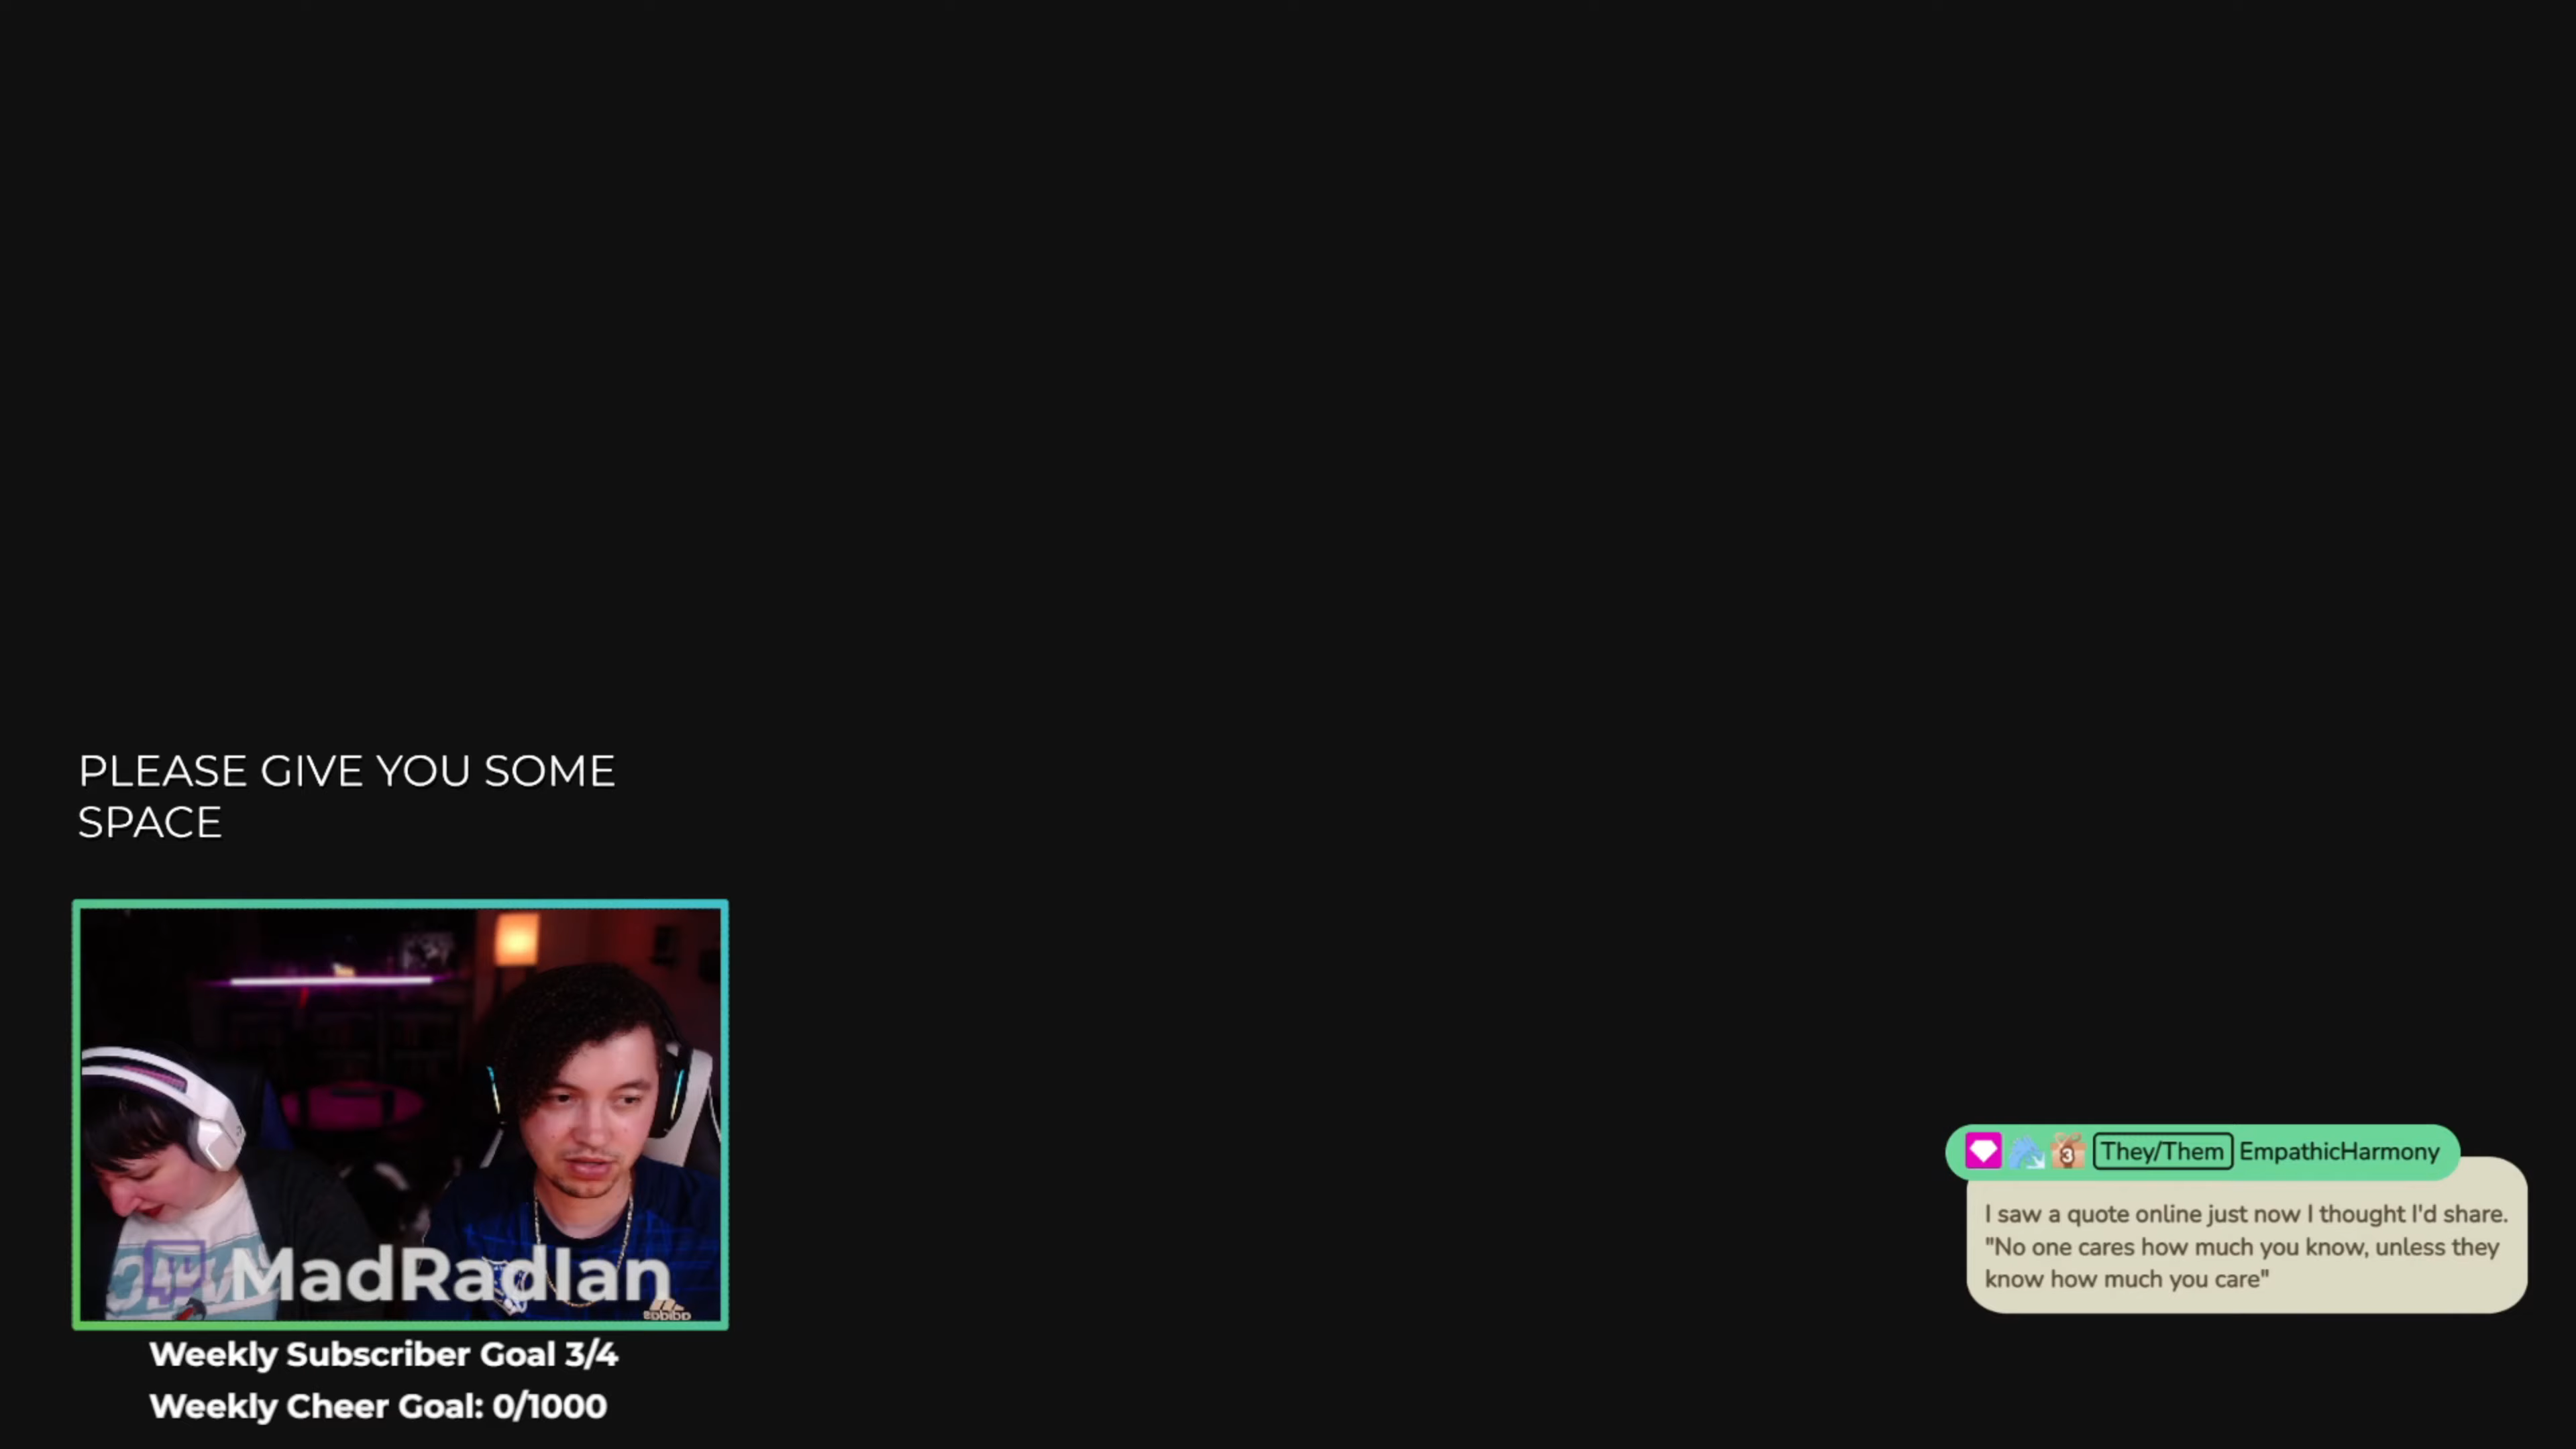 PLEASE GIVE YOU SOME
SPACE
MadRadIan
Weekly Subscriber Goal 3/4
Weekly Cheer Goal: 0/1000
3 They/Them EmpathicHarmony
I saw a quote online just now I thought I'd share.
"No one cares how much you know, unless they
know how much you care"